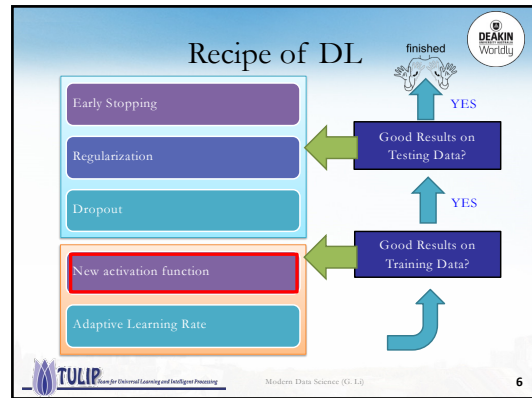 Recipe of DL
finished
DEAKIN
Worldly
Early Stopping
Regularization
Dropout
New activation function
Adaptive Learning Rate
YES
Good Results on
Testing Data?
YES
Good Results on
Training Data?
TULIP Team for Universal Learning and Intelligent Processing
Modern Data Science (G. Li)
6